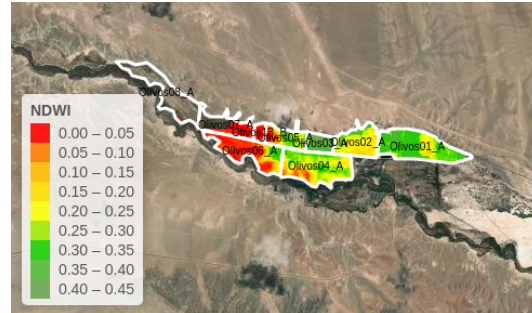 Olivos08_A
NDWI
0.00 – 0.05
0.05 – 0.10
0.10 – 0.15
0.15 – 0.20
0.20 – 0.25
0.25 – 0.30
0.30 – 0.35
0.35 – 0.40
0.40 – 0.45
Olivos07_A
Olivos03_A
Olivos02_A
Olivos01_A
Olivos06_A
Olivos04_A